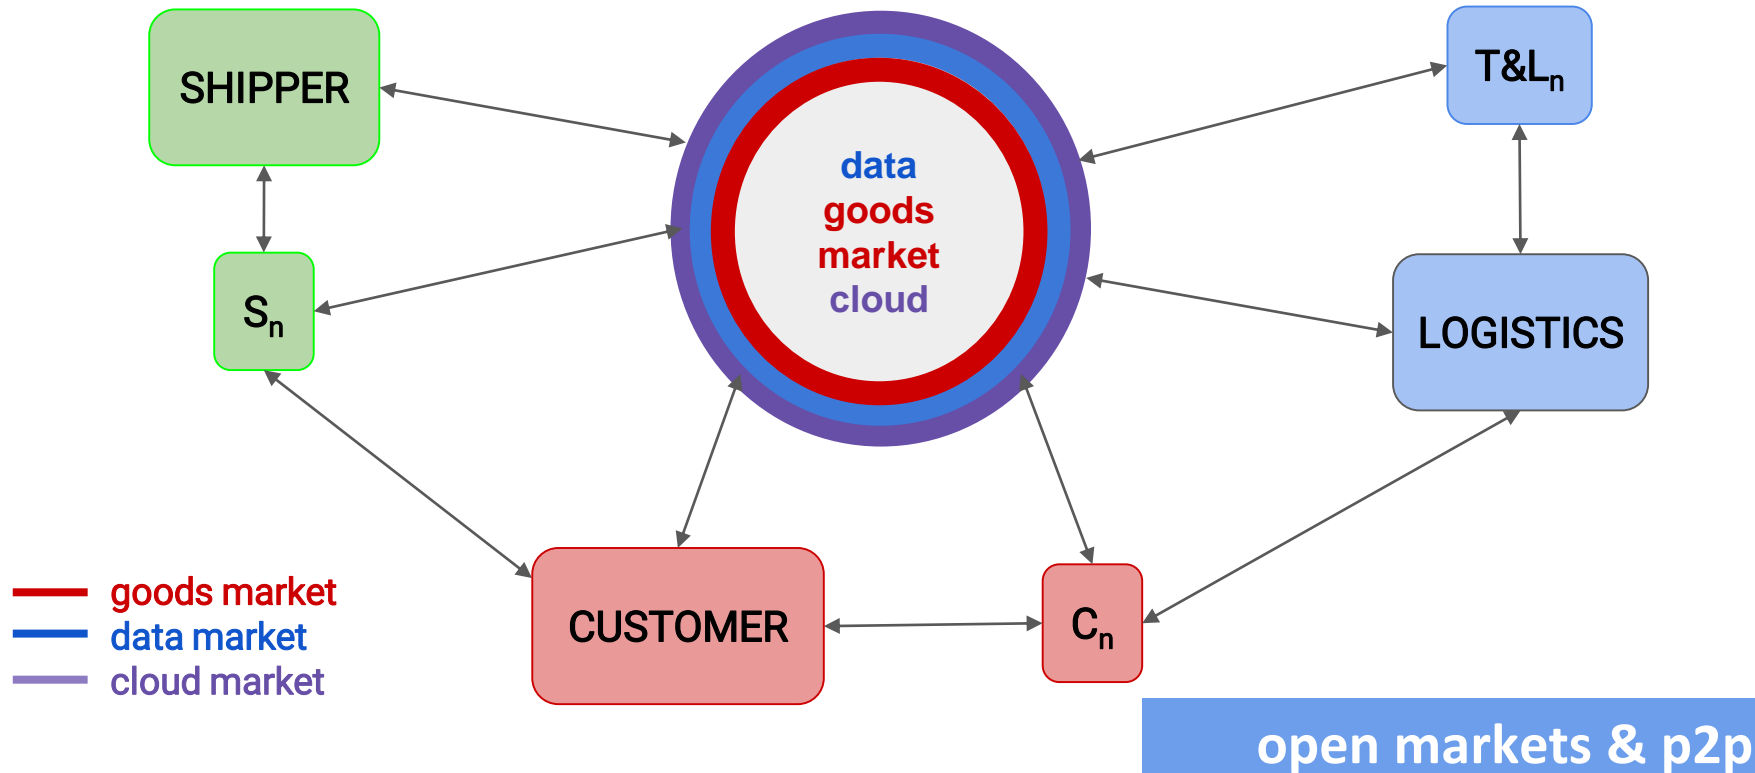 SHIPPER
T&Lₙ
data
goods
market
cloud
Sₙ
LOGISTICS
goods market
data market
cloud market
CUSTOMER
Cₙ
open markets & p2p